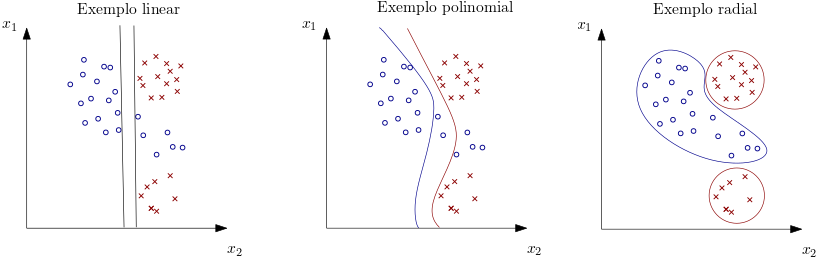 Exemplo linear
x1
x2
Exemplo polinomial
x1
x2
Exemplo radial
x1
x2